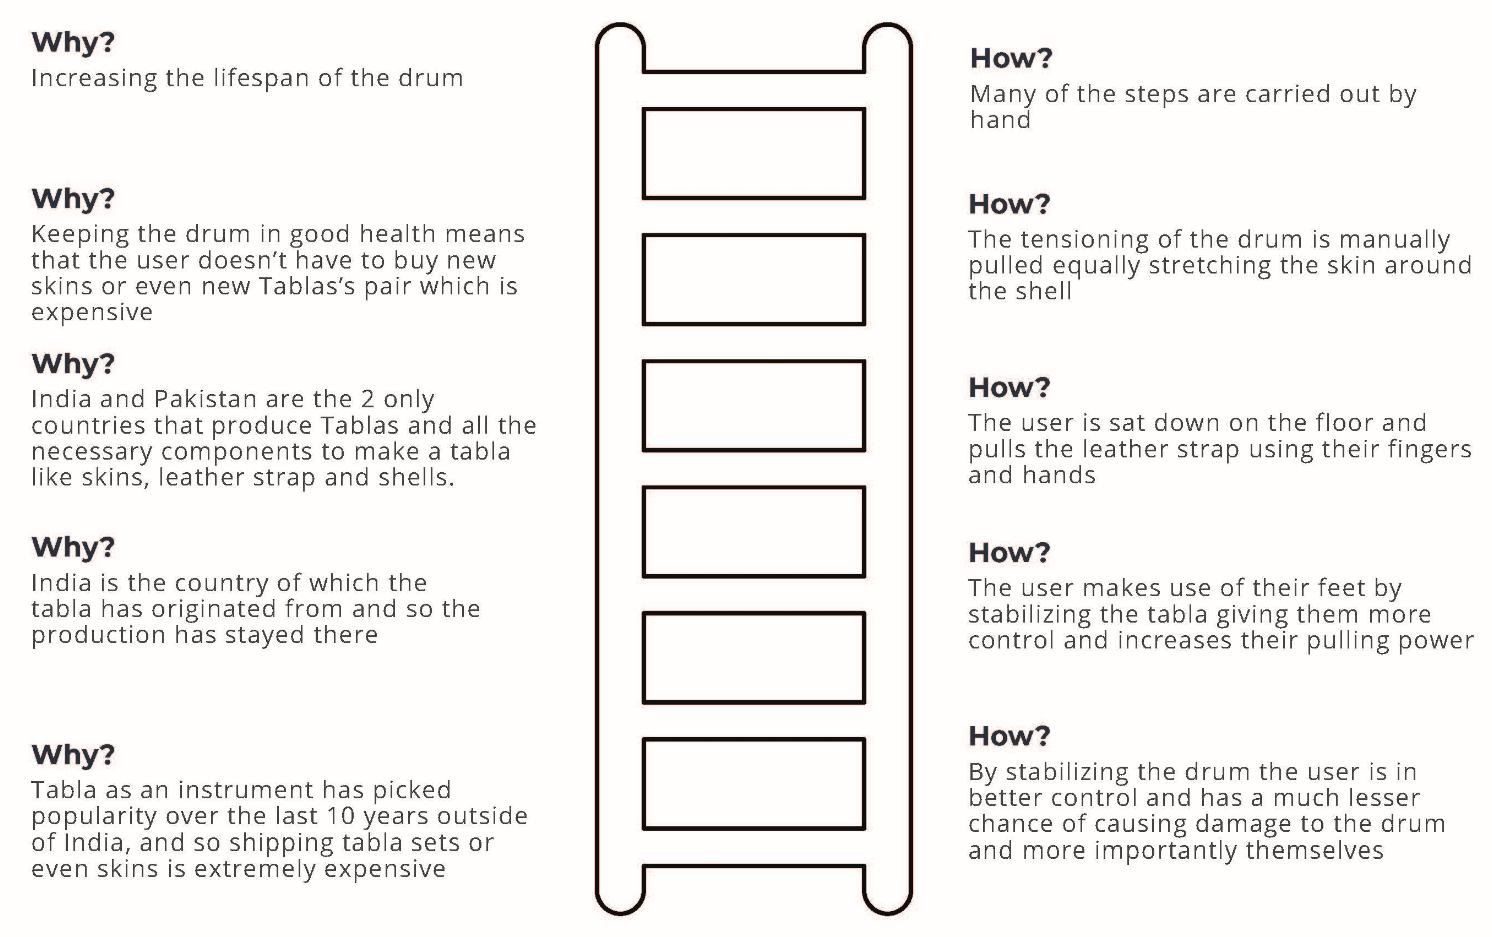 Why?
Increasing the lifespan of the drum
Why?
Keeping the drum in good health means
that the user doesn't have to buy new
skins or even new Tablas's pair which is
expensive
Why?
India and Pakistan are the 2 only
countries that produce Tablas and all the
necessary components to make a tabla
like skins, leather strap and shells.
Why?
India is the country of which the
tabla has originated from and so the
production has stayed there
Why?
Tabla as an instrument has picked
popularity over the last 10 years outside
of India, and so shipping tabla sets or
even skins is extremely expensive
How?
Many of the steps are carried out by
hand
How?
The tensioning of the drum is manually
pulled equally stretching the skin around
the shell
How?
The user is sat down on the floor and
pulls the leather strap using their fingers
and hands
How?
The user makes use of their feet by
stabilizing the tabla giving them more
control and increases their pulling power
How?
By stabilizing the drum the user is in
better control and has a much lesser
chance of causing damage to the drum
and more importantly themselves